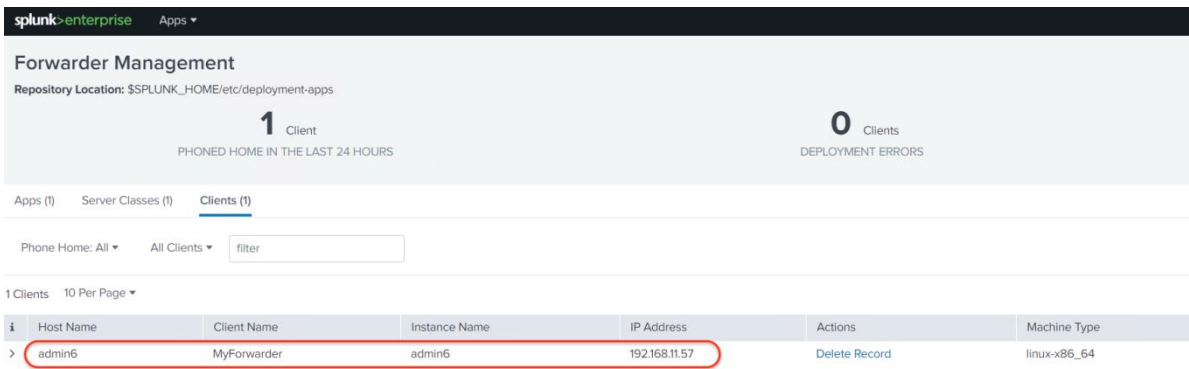 splunk>enterprise Apps
Forwarder Management
Repository Location: $SPLUNK_HOME/etc/deployment-apps
1 Client
PHONED HOME IN THE LAST 24 HOURS
0 Clients
DEPLOYMENT ERRORS
Apps (1) Server Classes (1) Clients (1)
Phone Home: All All Clients filter
1 Clients 10 Per Page
i Host Name Client Name Instance Name IP Address Actions Machine Type
> admin6 MyForwarder admin6 192.168.11.57 Delete Record linux-x86_64